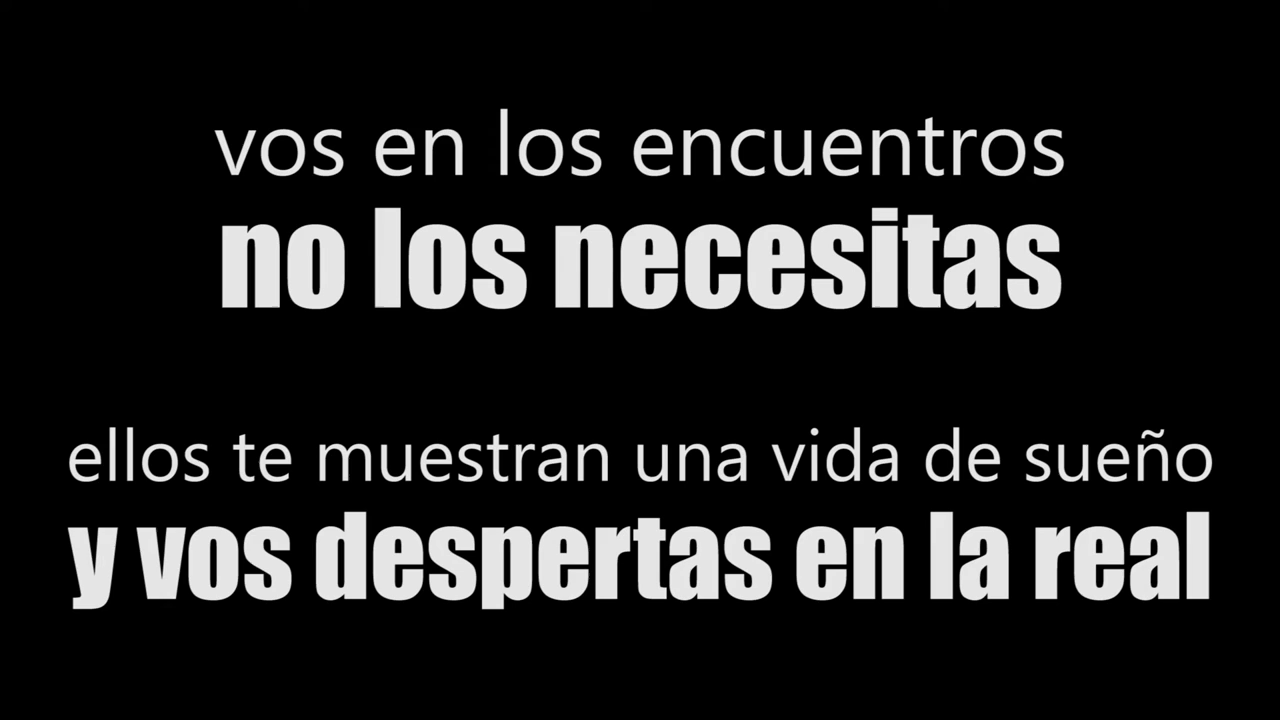 vos en los encuentros
no los necesitas
ellos te muestran una vida de sueño
y vos despertas en la real